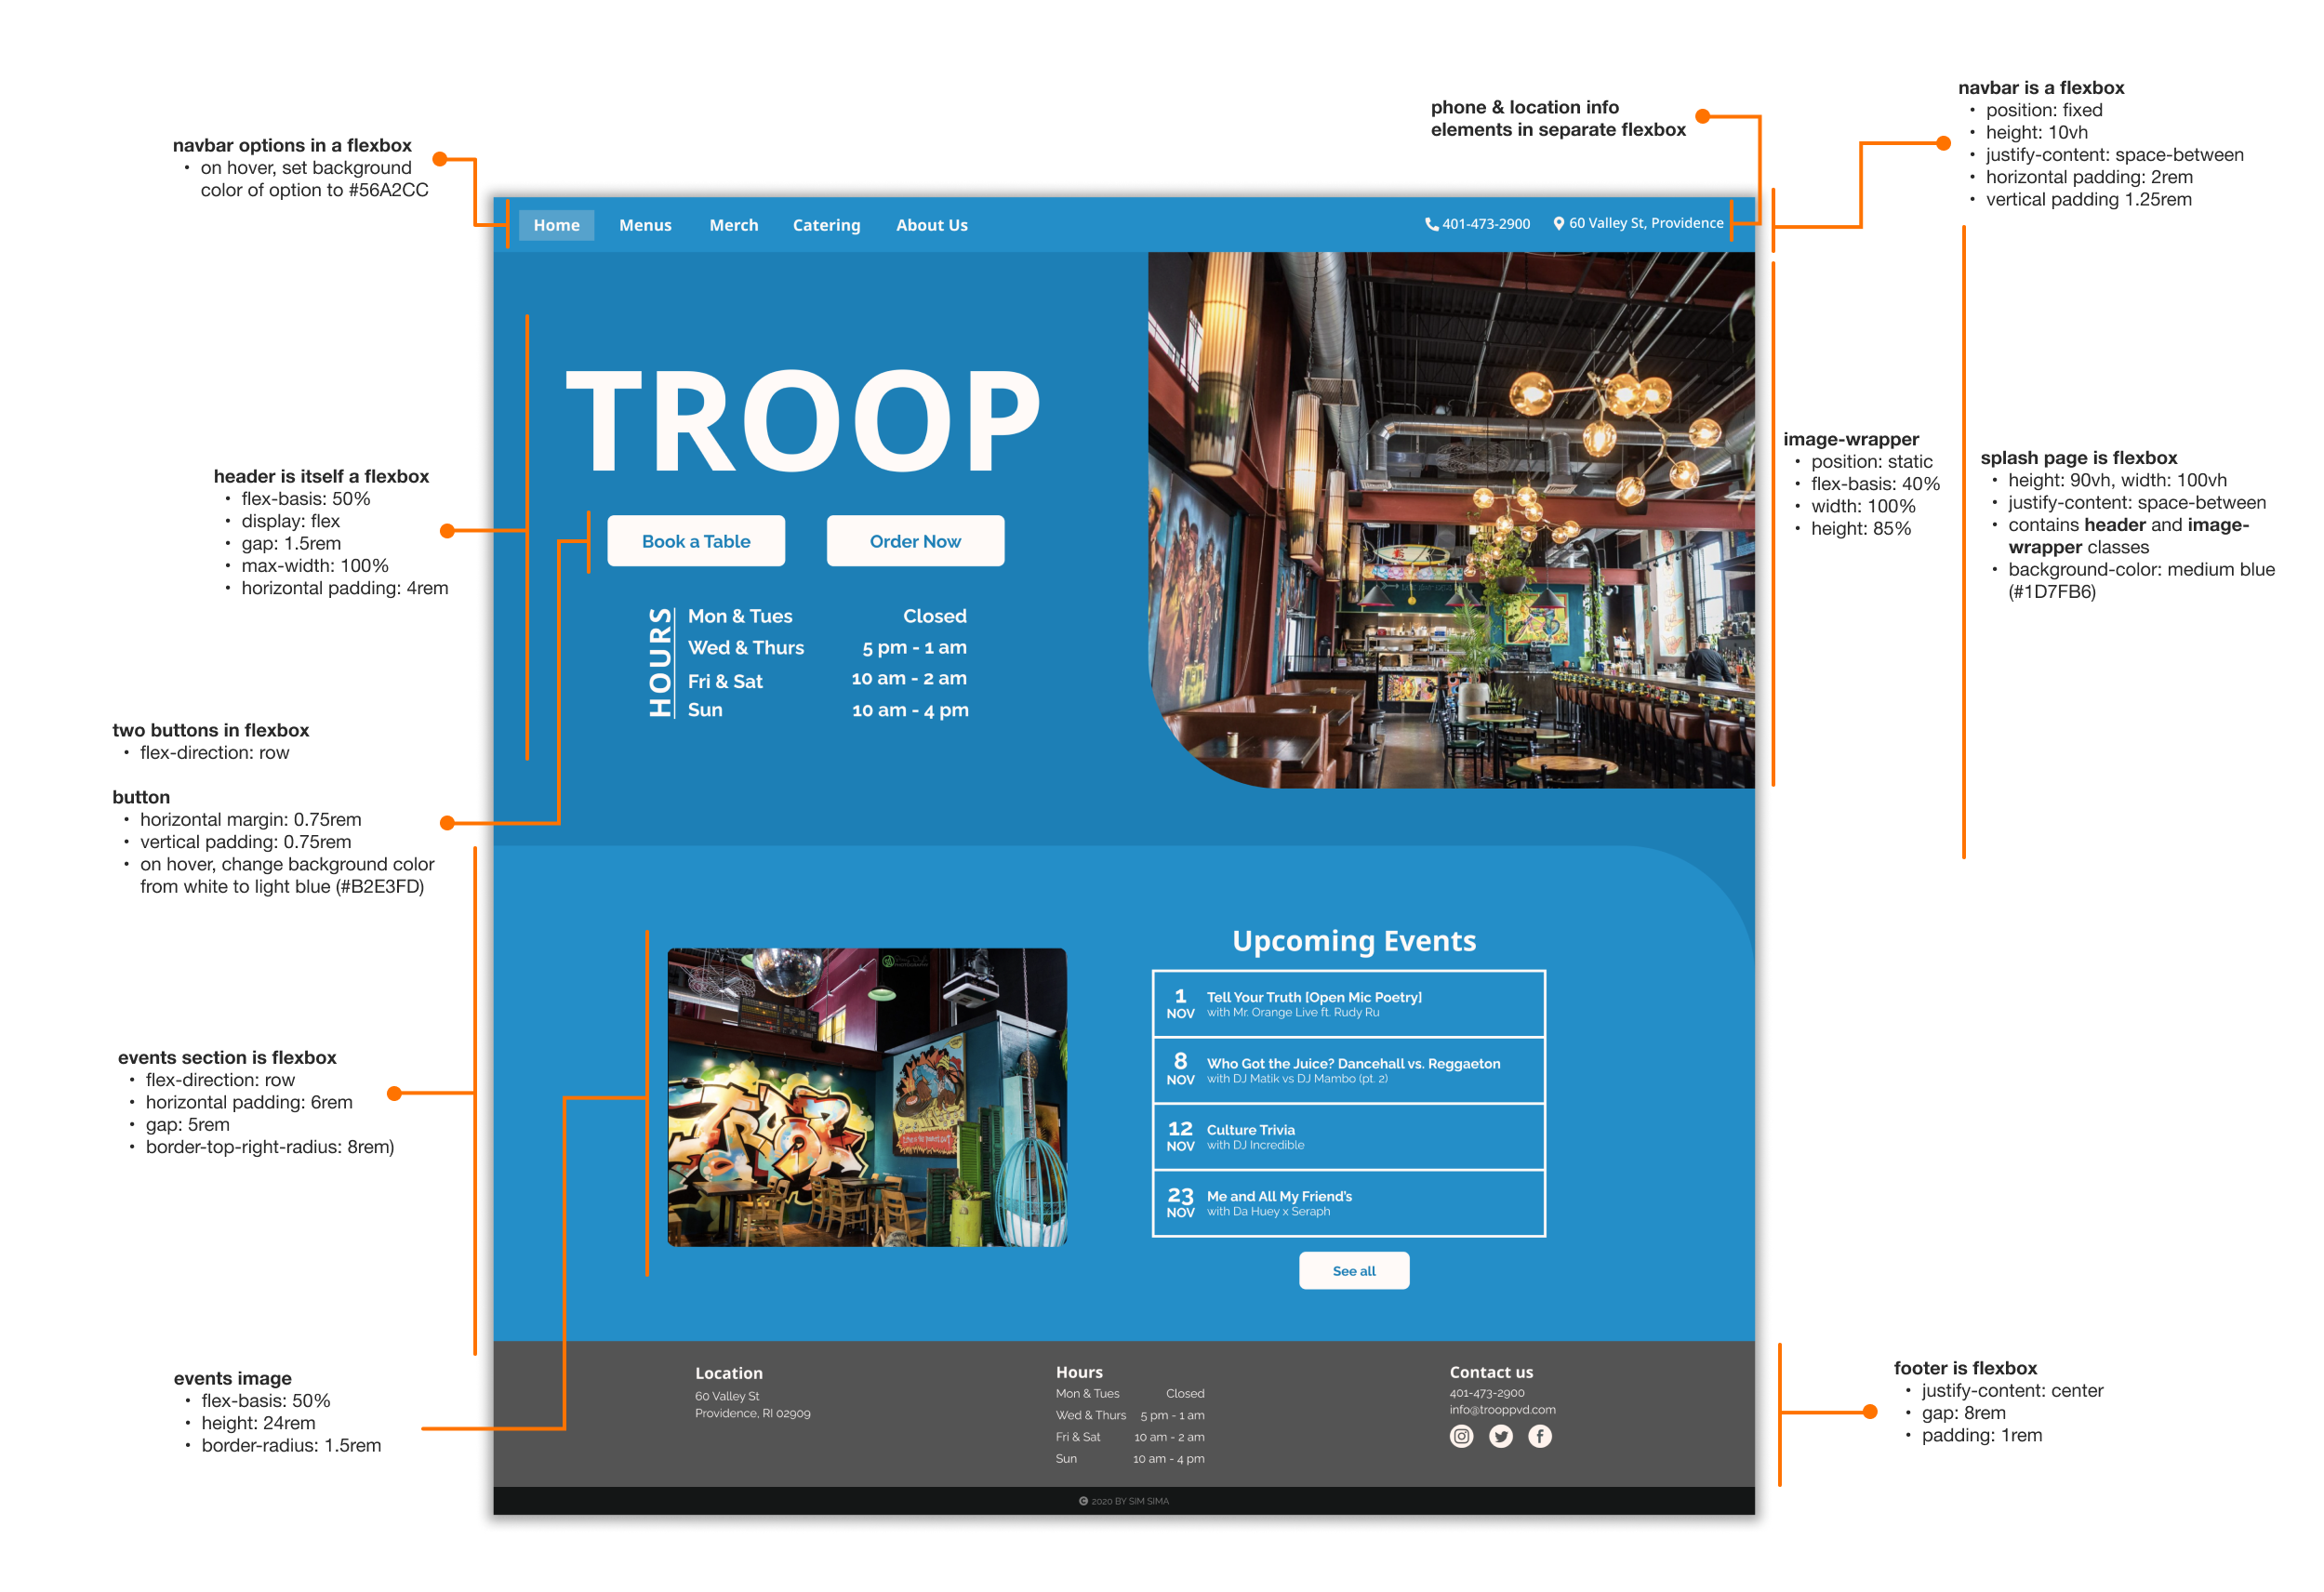 phone & location info
elements in separate flexbox
navbar is a flexbox
• position: fixed
• height: 10vh
• justify-content: space-between
• horizontal padding: 2rem
• vertical padding 1.25rem
navbar options in a flexbox
• on hover, set background
color of option to #56A2CC
Home Menus Merch Catering About Us 401-473-2900 60 Valley St, Providence
TROOP
Book a Table Order Now
HOURS
Mon & Tues Closed
Wed & Thurs 5 pm - 1 am
Fri & Sat 10 am - 2 am
Sun 10 am - 4 pm
header is itself a flexbox
• flex-basis: 50%
• display: flex
• gap: 1.5rem
• max-width: 100%
• horizontal padding: 4rem
image-wrapper
• position: static
• flex-basis: 40%
• width: 100%
• height: 85%
splash page is flexbox
• height: 90vh, width: 100vh
• justify-content: space-between
• contains header and image-
wrapper classes
• background-color: medium blue
(#1D7FB6)
two buttons in flexbox
• flex-direction: row
button
• horizontal margin: 0.75rem
• vertical padding: 0.75rem
• on hover, change background color
from white to light blue (#B2E3FD)
Upcoming Events
1 NOV
Tell Your Truth [Open Mic Poetry]
with Mr. Orange Live ft. Rudy Ru
8 NOV
Who Got the Juice? Dancehall vs. Reggaeton
with DJ Matik vs DJ Mambo (pt. 2)
12 NOV
Culture Trivia
with DJ Incredible
23 NOV
Me and All My Friend's
with Da Huey x Seraph
See all
TROOP
events section is flexbox
• flex-direction: row
• horizontal padding: 6rem
• gap: 5rem
• border-top-right-radius: 8rem)
events image
• flex-basis: 50%
• height: 24rem
• border-radius: 1.5rem
Location
60 Valley St
Providence, RI 02909
Hours
Mon & Tues Closed
Wed & Thurs 5 pm - 1 am
Fri & Sat 10 am - 2 am
Sun 10 am - 4 pm
Contact us
401-473-2900
info@trooppvd.com
footer is flexbox
• justify-content: center
• gap: 8rem
• padding: 1rem
© 2020 BY SIM SIMA